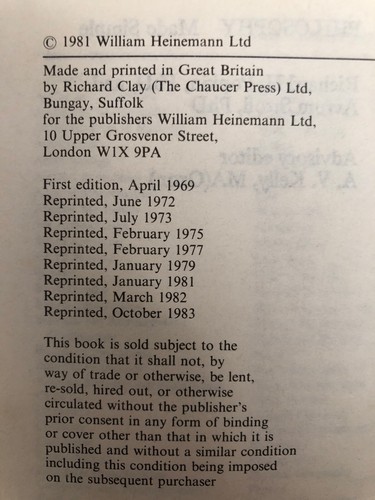 © 1981 William Heinemann Ltd
Made and printed in Great Britain
by Richard Clay (The Chaucer Press) Ltd,
Bungay, Suffolk
for the publishers William Heinemann Ltd,
10 Upper Grosvenor Street,
London W1X 9PA
First edition, April 1969
Reprinted, June 1972
Reprinted, July 1973
Reprinted, February 1975
Reprinted, February 1977
Reprinted, January 1979
Reprinted, January 1981
Reprinted, March 1982
Reprinted, October 1983
This book is sold subject to the
condition that it shall not, by
way of trade or otherwise, be lent,
re-sold, hired out, or otherwise
circulated without the publisher's
prior consent in any form of binding
or cover other than that in which it is
published and without a similar condition
including this condition being imposed
on the subsequent purchaser